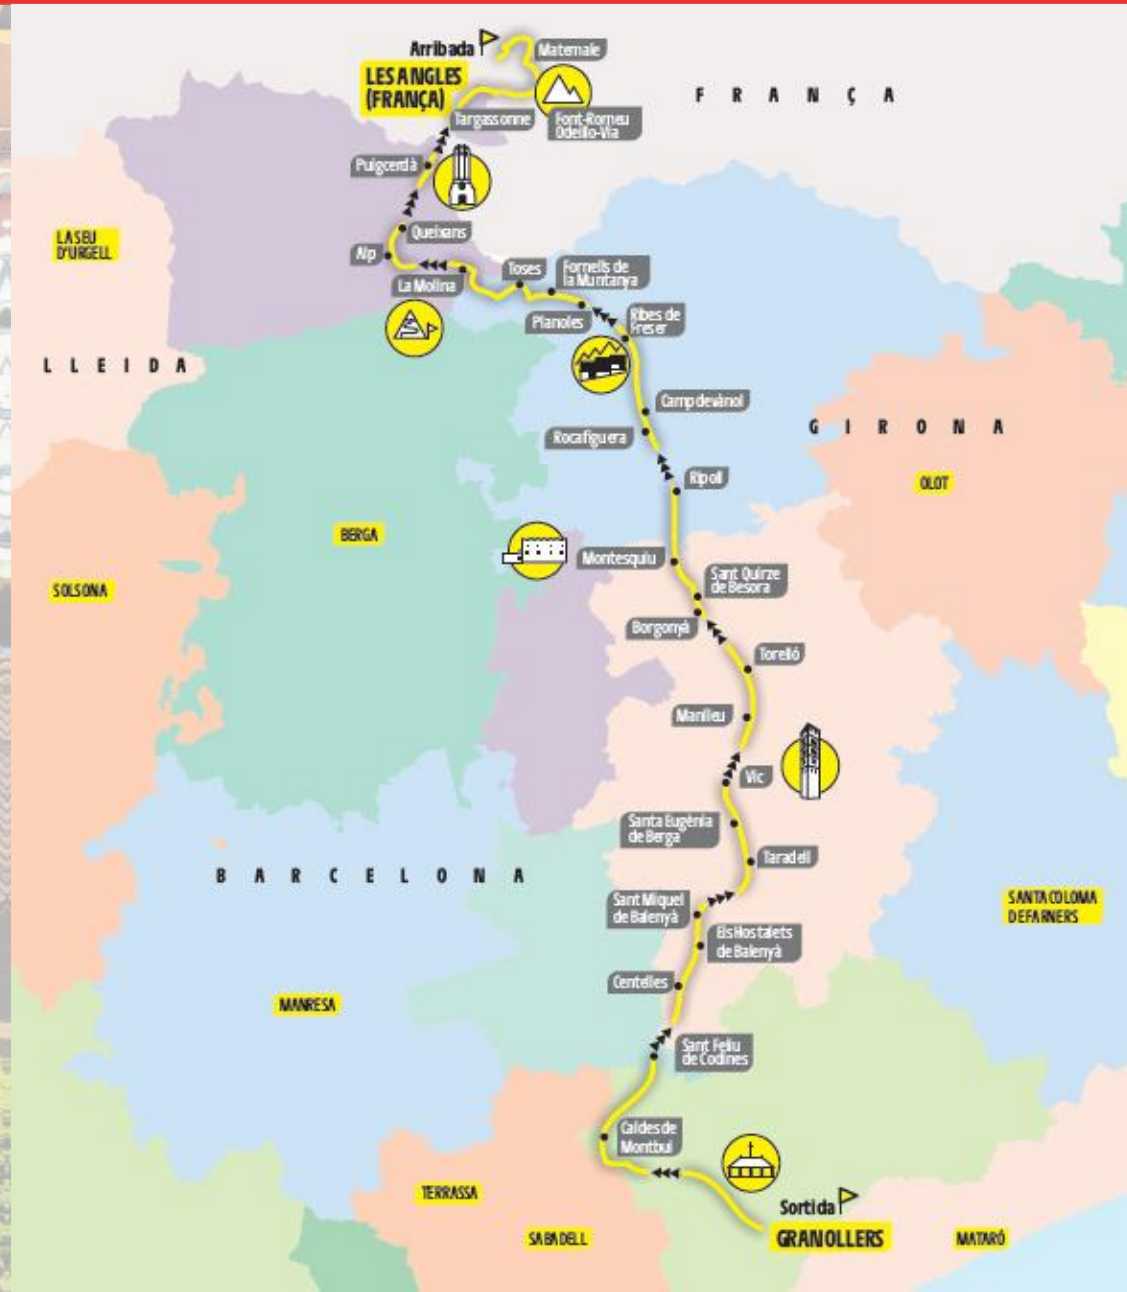 Arribada
Matemale
LES ANGLES
(FRANÇA)
F R A N Ç A
Targassonne
Font-Romeu
Odeillo-Via
Puigcerdà
Queixans
LA SEU
D'URGELL
Alp
La Molina
Toses
Fornells de
la Muntanya
Planoles
Ribes de
Freser
L L E I D A
Campdevànol
Rocafiguera
G I R O N A
Ripoll
OLOT
BERGA
Montesquiu
Sant Quirze
de Besora
SOLSONA
Borgonyà
Torelló
Manlleu
Vic
Santa Eugènia
de Berga
Taradell
B A R C E L O N A
Sant Miquel
de Balenyà
SANTA COLOMA
DE FARNERS
Els Hostalets
de Balenyà
Centelles
MANRESA
Sant Feliu
de Codines
Caldes de
Montbui
TERRASSA
Sortida
GRANOLLERS
SABADELL
MATARÓ